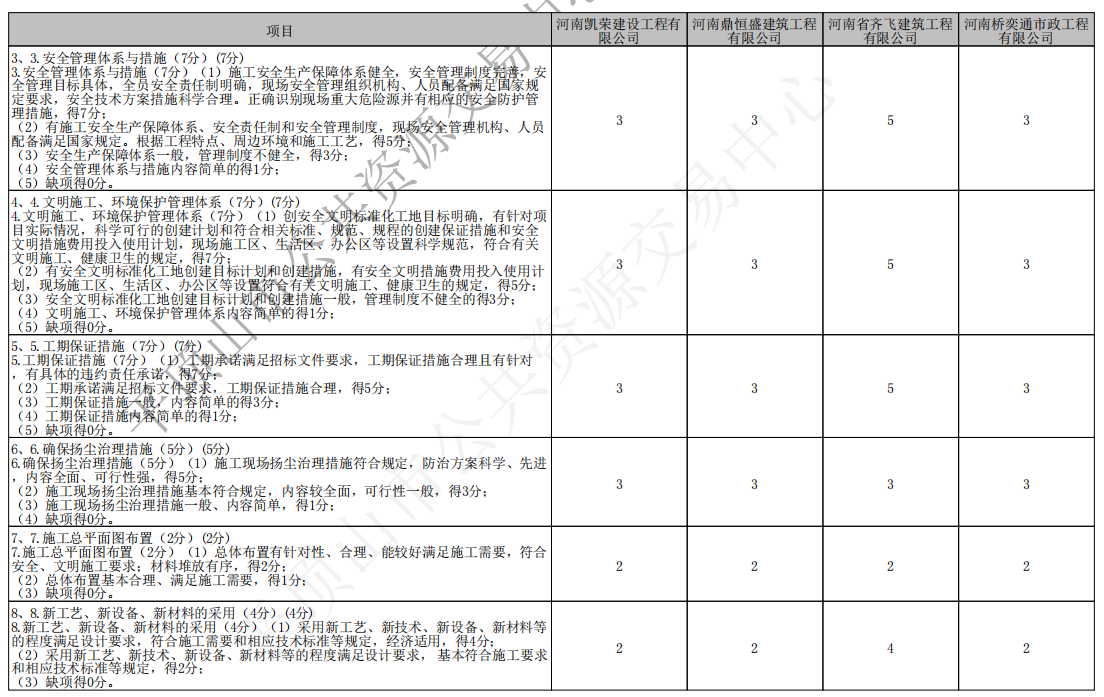 项目
河南凯荣建设工程有
限公司
河南鼎恒盛建筑工程
有限公司
河南省齐飞建筑工程
有限公司
河南桥奕通市政工程
有限公司
3、3.安全管理体系与措施（7分）(7分)
3.安全管理体系与措施（7分）（1）施工安全生产保障体系健全，安全管理制度完善，安
全管理目标具体，全员安全责任制明确，现场安全管理组织机构、人员配备满足国家规
定要求，安全技术方案措施科学合理。正确识别现场重大危险源并有相应的安全防护管
理措施，得7分；
（2）有施工安全生产保障体系、安全责任制和安全管理制度，现场安全管理机构、人员
配备满足国家规定。根据工程特点、周边环境和施工工艺，得5分；
（3）安全生产保障体系一般，管理制度不健全，得3分；
（4）安全管理体系与措施内容简单的得1分；
（5）缺项得0分。
3
3
5
3
4、4.文明施工、环境保护管理体系（7分）(7分)
4.文明施工、环境保护管理体系（7分）（1）创安全文明标准化工地目标明确，有针对项
目实际情况，科学可行的创建计划和符合相关标准、规范、规程的创建保证措施和安全
文明措施费用投入使用计划，现场施工区、生活区、办公区等设置科学规范，符合有关
文明施工、健康卫生的规定，得7分；
（2）有安全文明标准化工地创建目标计划和创建措施，有安全文明措施费用投入使用计
划，现场施工区、生活区、办公区等设置符合有关文明施工、健康卫生的规定，得5分；
（3）安全文明标准化工地创建目标计划和创建措施一般，管理制度不健全的得3分；
（4）文明施工、环境保护管理体系内容简单的得1分；
（5）缺项得0分。
3
3
5
3
5、5.工期保证措施（7分）(7分)
5.工期保证措施（7分）（1）工期承诺满足招标文件要求，工期保证措施合理且有针对
，有具体的违约责任承诺，得7分；
（2）工期承诺满足招标文件要求，工期保证措施合理，得5分；
（3）工期保证措施一般，内容简单的得3分；
（4）工期保证措施内容简单的得1分；
（5）缺项得0分。
3
3
5
3
6、6.确保扬尘治理措施（5分）(5分)
6.确保扬尘治理措施（5分）（1）施工现场扬尘治理措施符合规定，防治方案科学、先进
，内容全面、可行性强，得5分；
（2）施工现场扬尘治理措施基本符合规定，内容较全面，可行性一般，得3分；
（3）施工现场扬尘治理措施一般、内容简单，得1分；
（4）缺项得0分。
3
3
3
3
7、7.施工总平面图布置（2分）(2分)
7.施工总平面图布置（2分）（1）总体布置有针对性、合理、能较好满足施工需要，符合
安全、文明施工要求；材料堆放有序，得2分；
（2）总体布置基本合理、满足施工需要，得1分；
（3）缺项得0分。
2
2
2
2
8、8.新工艺、新设备、新材料的采用（4分）(4分)
8.新工艺、新设备、新材料的采用（4分）（1）采用新工艺、新技术、新设备、新材料等
的程度满足设计要求，符合施工需要和相应技术标准等规定，经济适用，得4分；
（2）采用新工艺、新技术、新设备、新材料等的程度满足设计要求， 基本符合施工要求
和相应技术标准等规定，得2分；
（3）缺项得0分。
2
2
4
2
平顶山市公共资源交易中心
顶山市公共资源交易中心